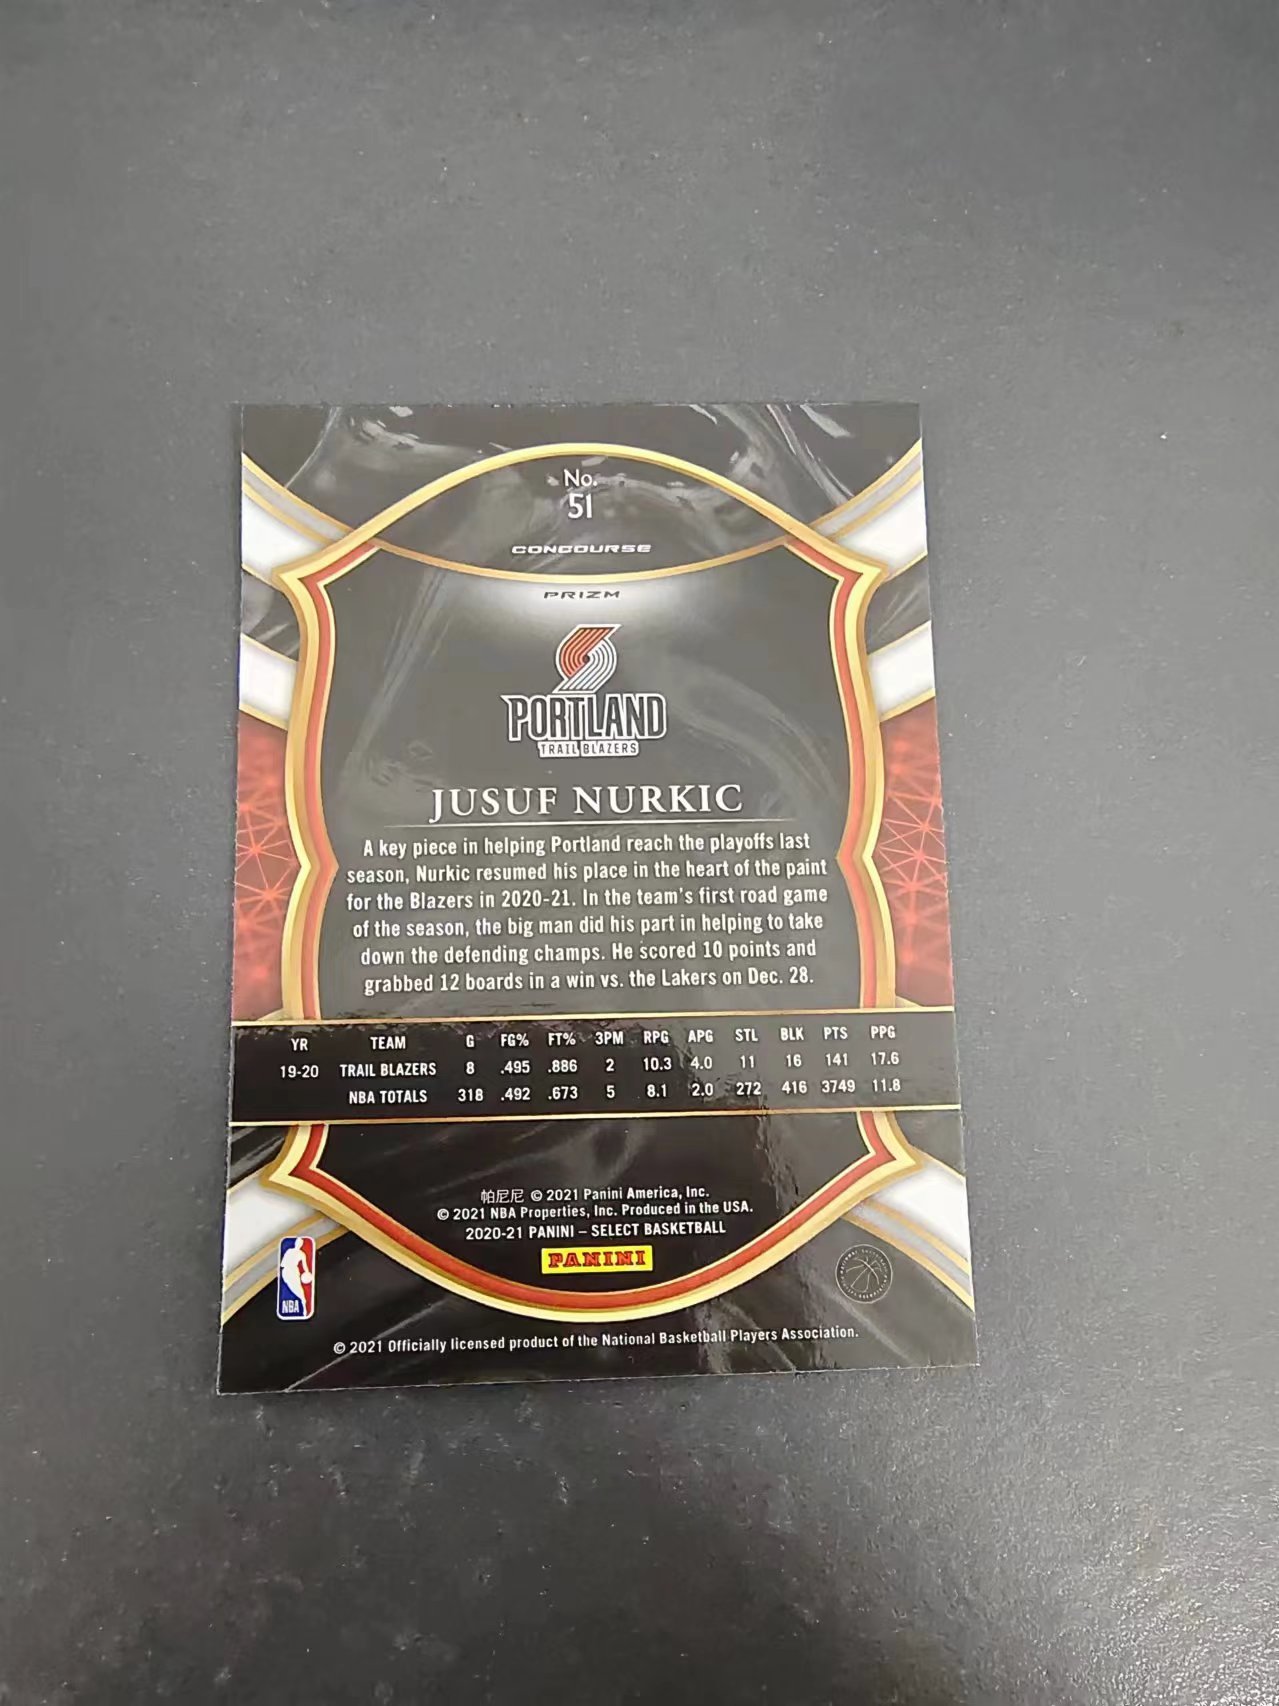 No.
51
CONCOURSE
PRIZM
PORTLAND
TRAIL BLAZERS
JUSUF NURKIC
A key piece in helping Portland reach the playoffs last
season, Nurkic resumed his place in the heart of the paint
for the Blazers in 2020-21. In the team's first road game
of the season, the big man did his part in helping to take
down the defending champs. He scored 10 points and
grabbed 12 boards in a win vs. the Lakers on Dec. 28.
YR TEAM G FG% FT% 3PM RPG APG STL BLK PTS PPG
19-20 TRAIL BLAZERS 8 .495 .886 2 10.3 4.0 11 16 141 17.6
NBA TOTALS 318 .492 .673 5 8.1 2.0 272 416 3749 11.8
帕尼尼 © 2021 Panini America, Inc.
© 2021 NBA Properties, Inc. Produced in the USA.
2020-21 PANINI – SELECT BASKETBALL
PANINI
NBA
© 2021 Officially licensed product of the National Basketball Players Association.